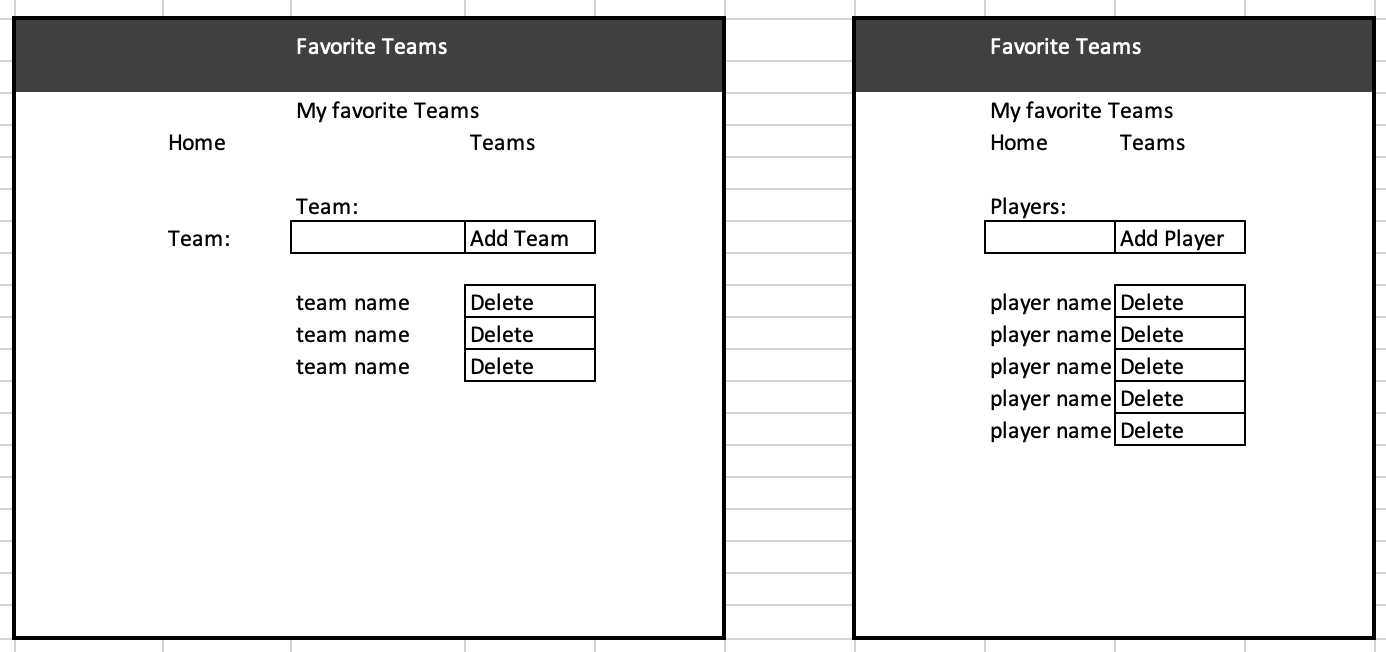 Favorite Teams
My favorite Teams
Home Teams
Team:
Team: Add Team
team name Delete
team name Delete
team name Delete
Favorite Teams
My favorite Teams
Home Teams
Players:
Add Player
player name Delete
player name Delete
player name Delete
player name Delete
player name Delete